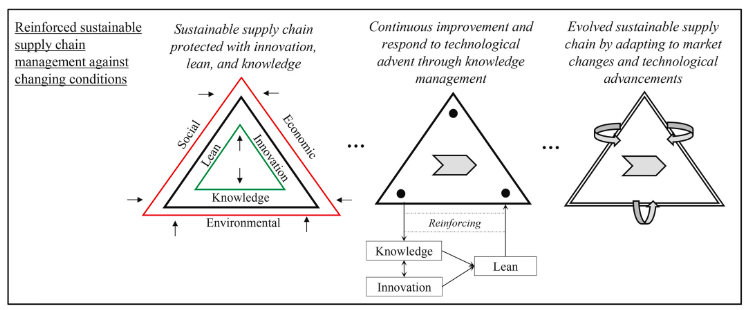 Reinforced sustainable
supply chain
management against
changing conditions
Sustainable supply chain
protected with innovation,
lean, and knowledge
Continuous improvement and
respond to technological
advent through knowledge
management
Evolved sustainable supply
chain by adapting to market
changes and technological
advancements
Social
Economic
Lean
Innovation
Knowledge
Environmental
...
...
Reinforcing
Knowledge
Lean
Innovation